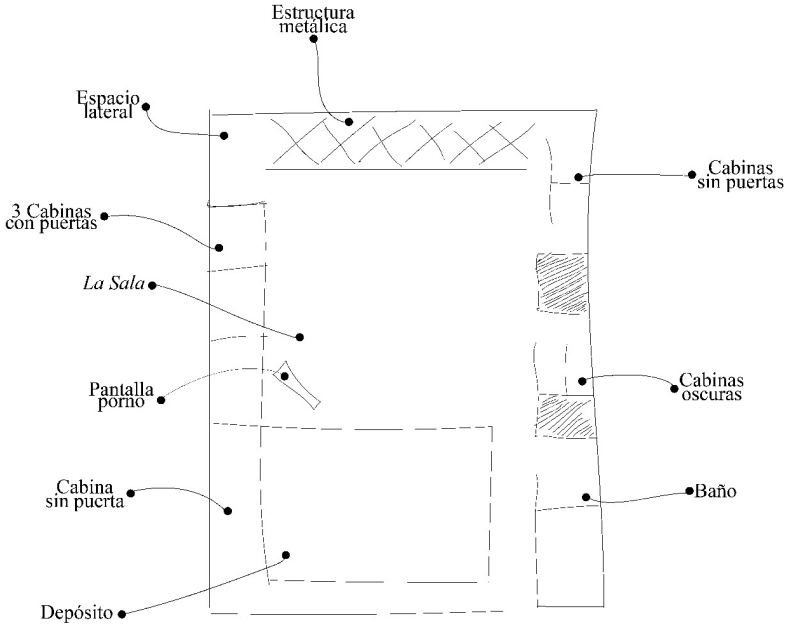 Estructura
metálica
Espacio
lateral
Cabinas
sin puertas
3 Cabinas
con puertas
La Sala
Pantalla
porno
Cabinas
oscuras
Cabina
sin puerta
Baño
Depósito